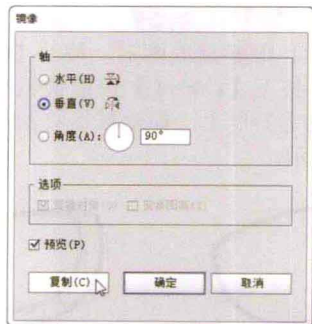 镜像
轴
水平(H)
垂直(V)
角度(A):
90°
选项
预览(P)
复制(C)
确定
取消